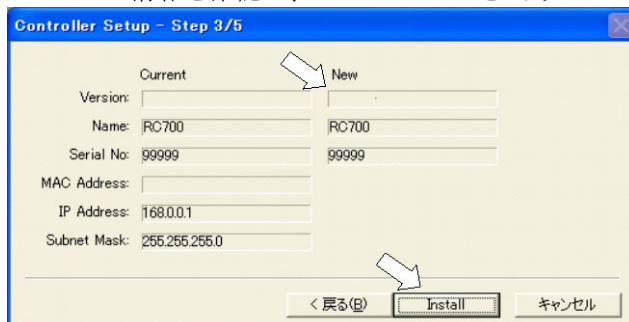 Controller Setup - Step 3/5
Current New
Version:
Name: RC700 RC700
Serial No: 99999 99999
MAC Address:
IP Address: 168.0.0.1
Subnet Mask: 255.255.255.0
< 戻る(B) Install キャンセル